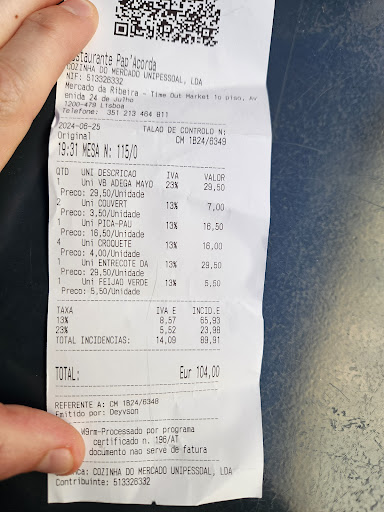 staurante Pap'Açorda
COZINHA DO MERCADO UNIPESSOAL, LDA
NIF: 513326332
Mercado da Ribeira - Time Out Market 1o piso, Av
enida 24 de Julho
1200-479 Lisboa
Telefone: 351 213 464 811
2024-06-25 TALAO DE CONTROLO N:
Original CM 1B24/6349
19:31 MESA N: 115/0
QTD UNI DESCRICAO IVA VALOR
1 Uni VB ADEGA MAYO 23% 29,50
Preco: 29,50/Unidade
2 Uni COUVERT 13% 7,00
Preco: 3,50/Unidade
1 Uni PICA-PAU 13% 16,50
Preco: 16,50/Unidade
4 Uni CROQUETE 13% 16,00
Preco: 4,00/Unidade
1 Uni ENTRECOTE DA 13% 29,50
Preco: 29,50/Unidade
1 Uni FEIJAO VERDE 13% 5,50
Preco: 5,50/Unidade
TAXA IVA E INCID.E
13% 8,57 65,93
23% 5,52 23,98
TOTAL INCIDENCIAS: 14,09 89,91
TOTAL: Eur 104,00
REFERENTE A: CM 1B24/6348
Emitido por: Deyvson
W9rm-Processado por programa
certificado n. 196/AT
documento nao serve de fatura
ca: COZINHA DO MERCADO UNIPESSOAL, LDA
Contribuinte: 513326332